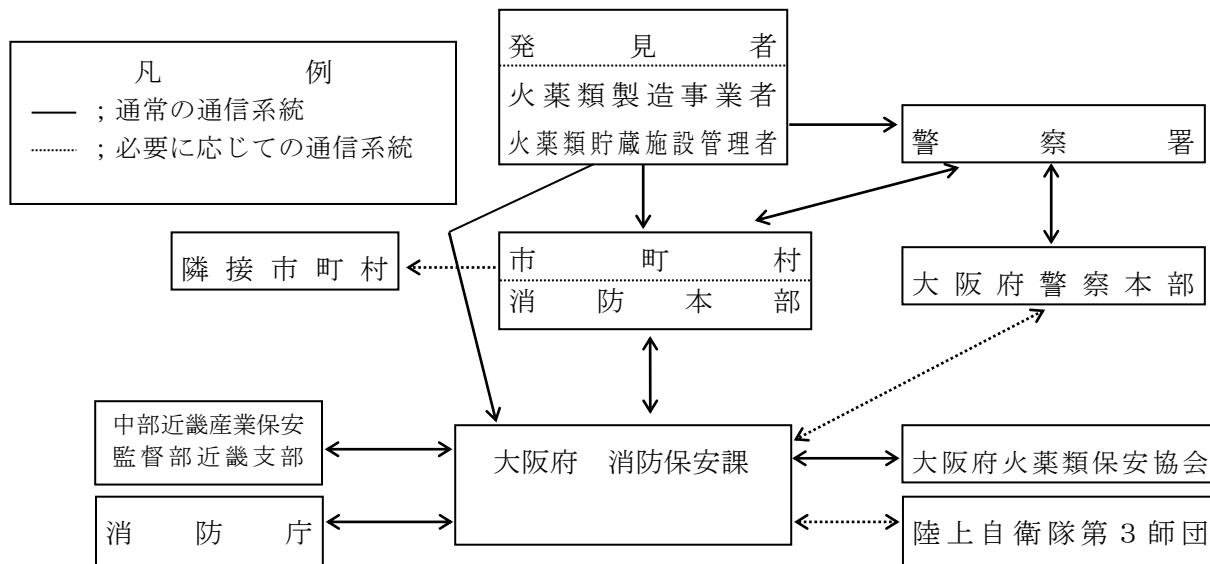 凡例
；通常の通信系統
；必要に応じての通信系統
発見者
火薬類製造事業者
火薬類貯蔵施設管理者
警察署
隣接市町村
市町村
消防本部
大阪府警察本部
中部近畿産業保安
監督部近畿支部
大阪府　消防保安課
大阪府火薬類保安協会
消防庁
陸上自衛隊第３師団